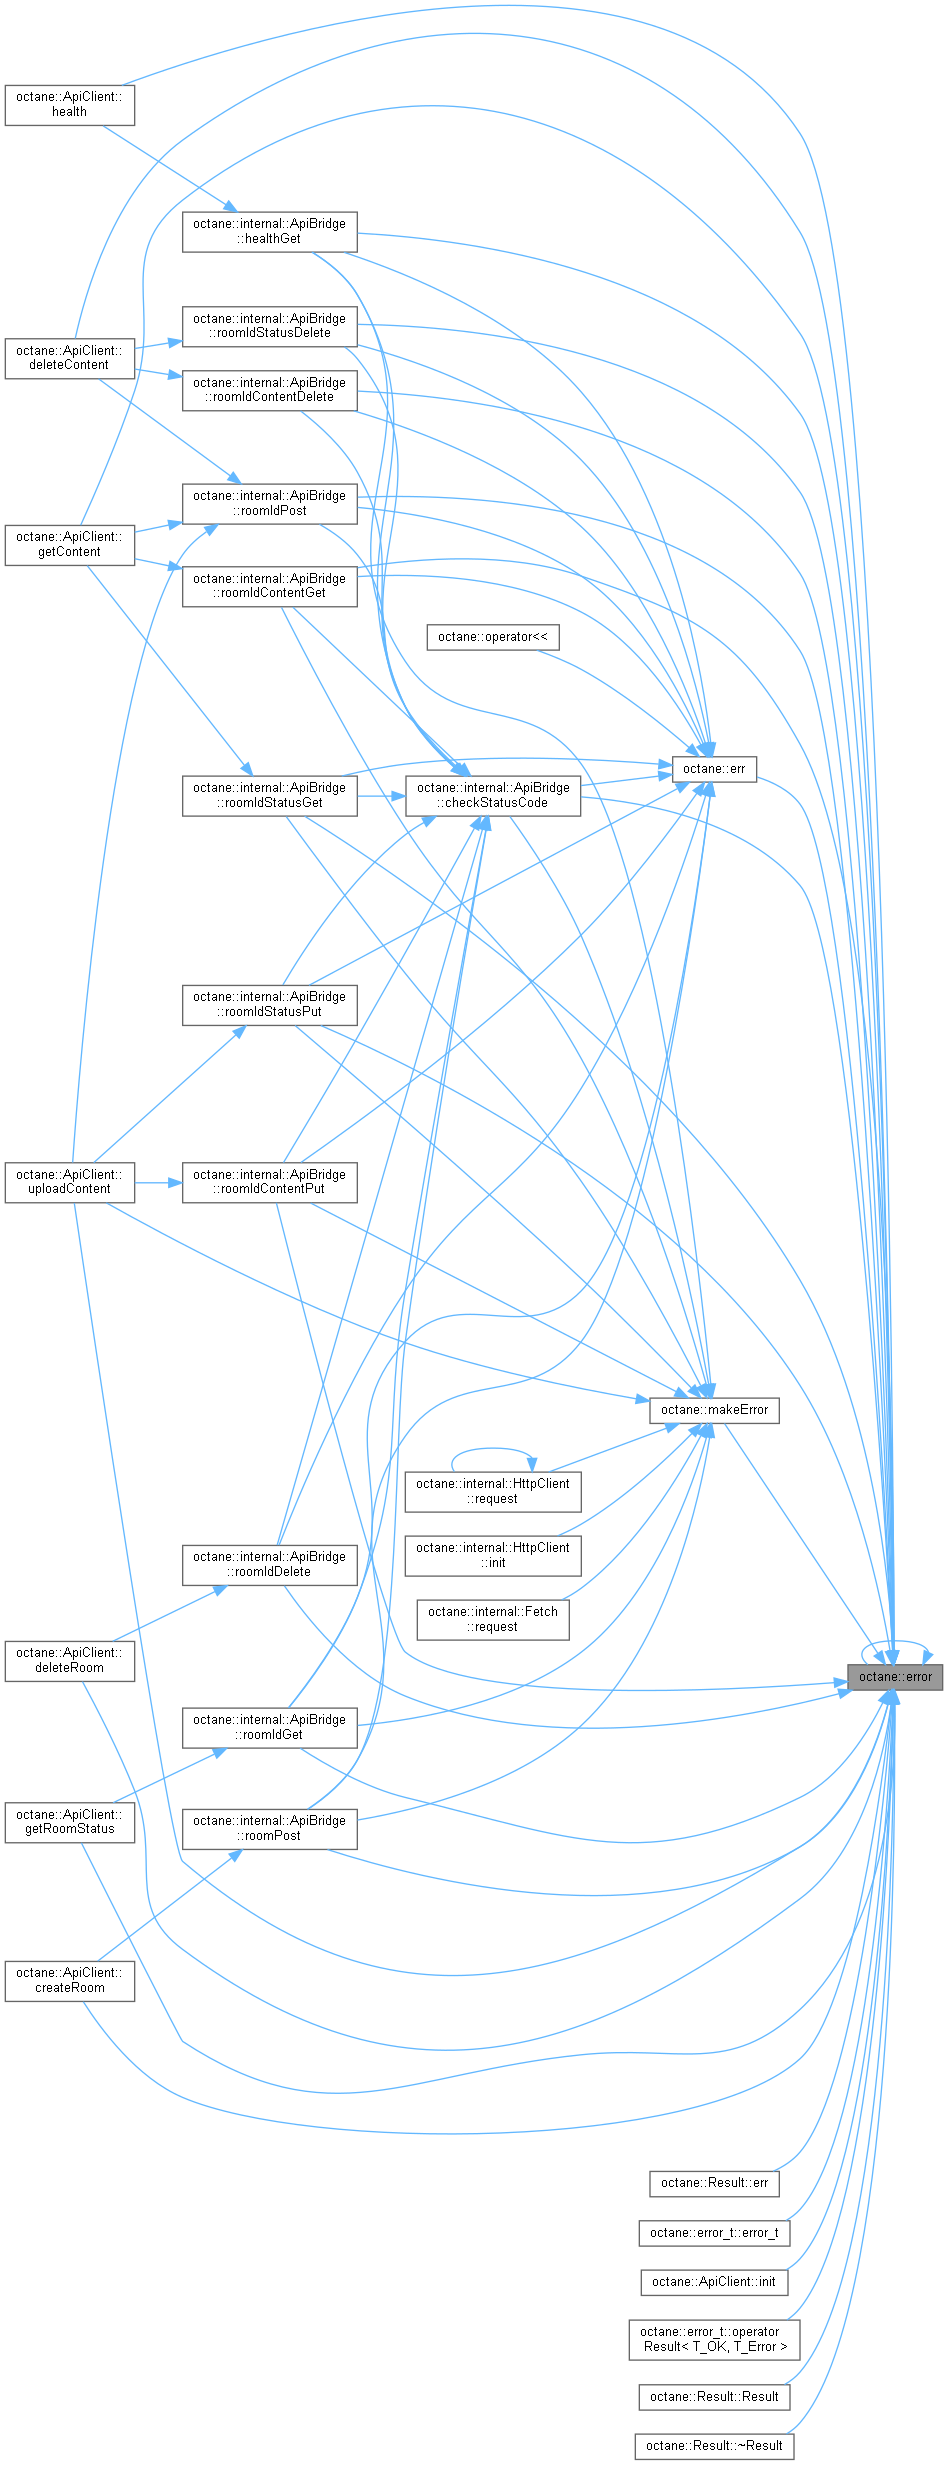 octane::ApiClient::
health
octane::internal::ApiBridge
::healthGet
octane::internal::ApiBridge
::roomIdStatusDelete
octane::ApiClient::
deleteContent
octane::internal::ApiBridge
::roomIdContentDelete
octane::internal::ApiBridge
::roomIdPost
octane::ApiClient::
getContent
octane::internal::ApiBridge
::roomIdContentGet
octane::operator<<
octane::err
octane::internal::ApiBridge
::roomIdStatusGet
octane::internal::ApiBridge
::checkStatusCode
octane::internal::ApiBridge
::roomIdStatusPut
octane::ApiClient::
uploadContent
octane::internal::ApiBridge
::roomIdContentPut
octane::makeError
octane::internal::HttpClient
::request
octane::internal::HttpClient
::init
octane::internal::ApiBridge
::roomIdDelete
octane::internal::Fetch
::request
octane::ApiClient::
deleteRoom
octane::error
octane::internal::ApiBridge
::roomIdGet
octane::ApiClient::
getRoomStatus
octane::internal::ApiBridge
::roomPost
octane::ApiClient::
createRoom
octane::Result::err
octane::error_t::error_t
octane::ApiClient::init
octane::error_t::operator
Result< T_OK, T_Error >
octane::Result::Result
octane::Result::~Result